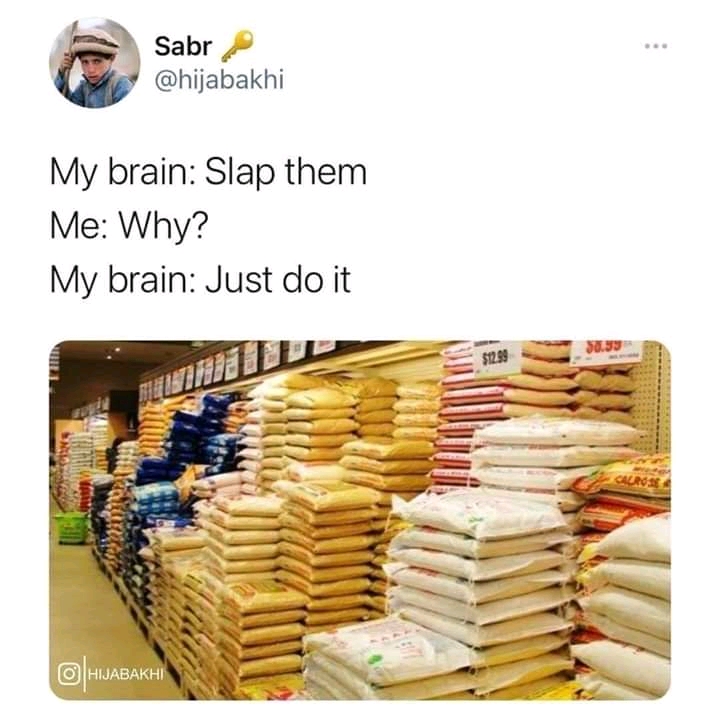 Sabr
@hijabakhi
My brain: Slap them
Me: Why?
My brain: Just do it
$12.99
CALROSE
HIJABAKHI